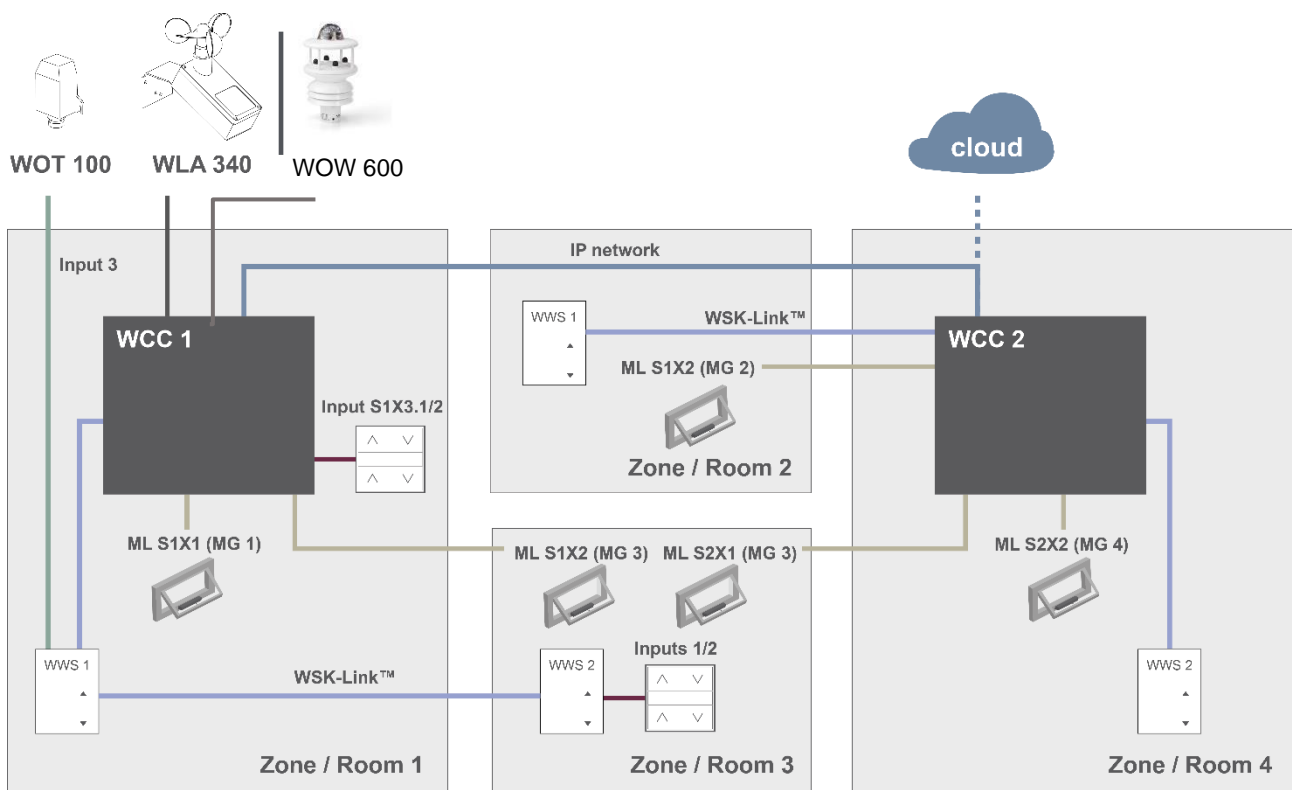 WOT 100
WLA 340
WOW 600
cloud
Input 3
IP network
WCC 1
WWS 1
WSK-Link™
WCC 2
ML S1X2 (MG 2)
Input S1X3.1/2
Zone / Room 2
ML S1X1 (MG 1)
ML S1X2 (MG 3)
ML S2X1 (MG 3)
ML S2X2 (MG 4)
WWS 1
WSK-Link™
WWS 2
Inputs 1/2
WWS 2
Zone / Room 1
Zone / Room 3
Zone / Room 4